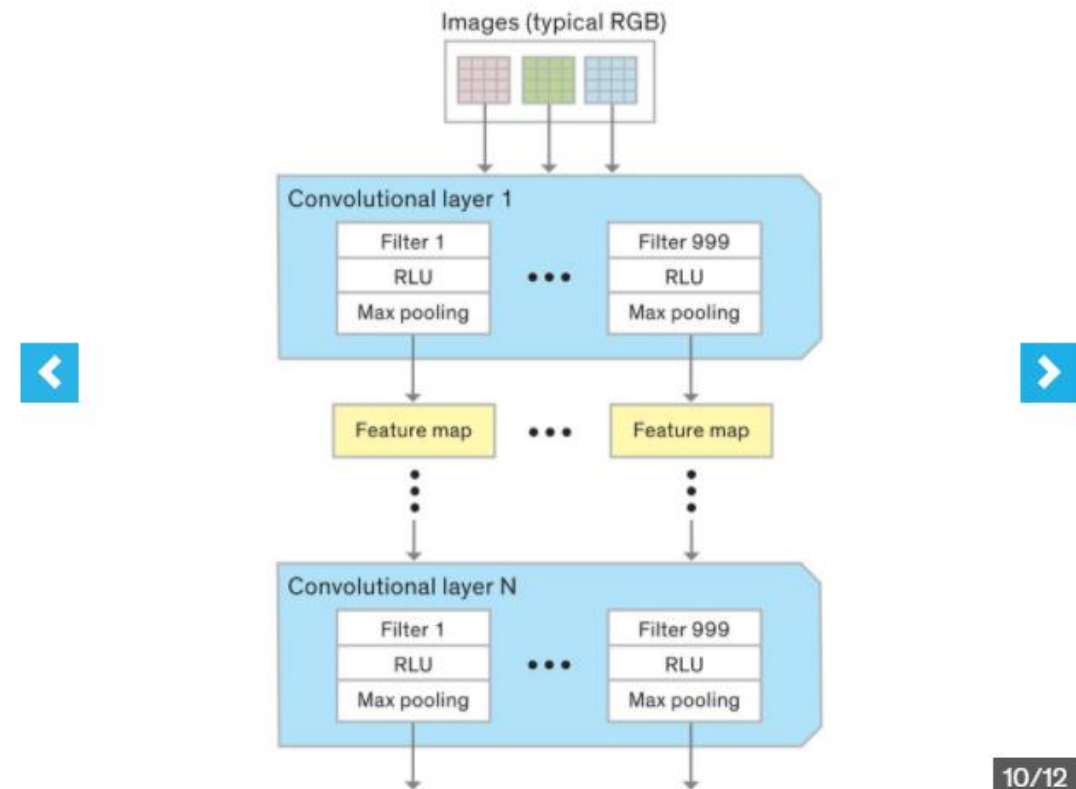 Images (typical RGB)
Convolutional layer 1
Filter 1
RLU
Max pooling
Filter 999
RLU
Max pooling
Feature map
Feature map
Convolutional layer N
Filter 1
RLU
Max pooling
Filter 999
RLU
Max pooling
10/12